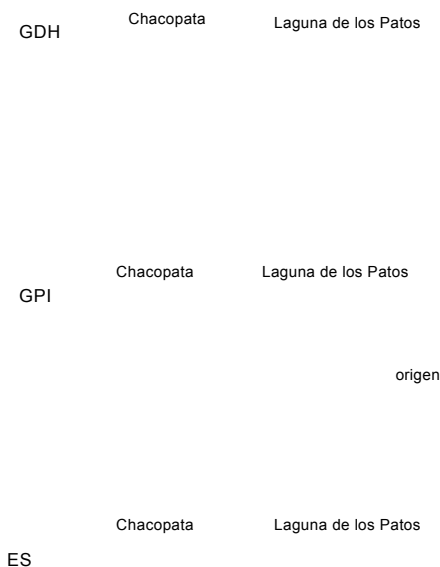 Chacopata Laguna de los Patos
GDH
Chacopata Laguna de los Patos
GPI
origen
Chacopata Laguna de los Patos
ES